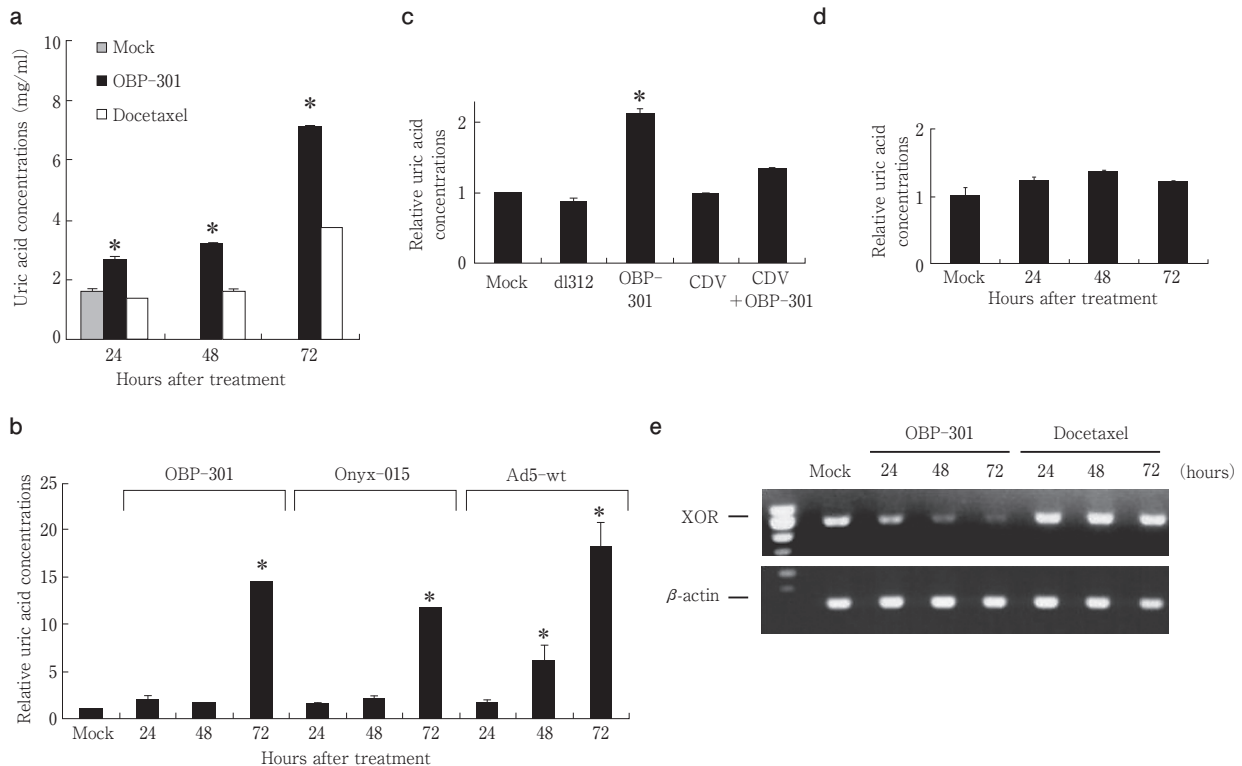 a
Uric acid concentrations (mg/ml)
10
8
6
4
2
0
Mock
OBP-301
Docetaxel
*
*
*
24
48
72
Hours after treatment
c
Relative uric acid
concentrations
2
1
0
*
Mock
dl312
OBP-
301
CDV
CDV
+OBP-301
d
Relative uric acid
concentrations
2
1
0
Mock
24
48
72
Hours after treatment
b
Relative uric acid concentrations
25
20
15
10
5
0
OBP-301
Onyx-015
Ad5-wt
*
*
*
*
Mock
24
48
72
24
48
72
24
48
72
Hours after treatment
e
OBP-301
Docetaxel
Mock
24
48
72
24
48
72
(hours)
XOR
β-actin